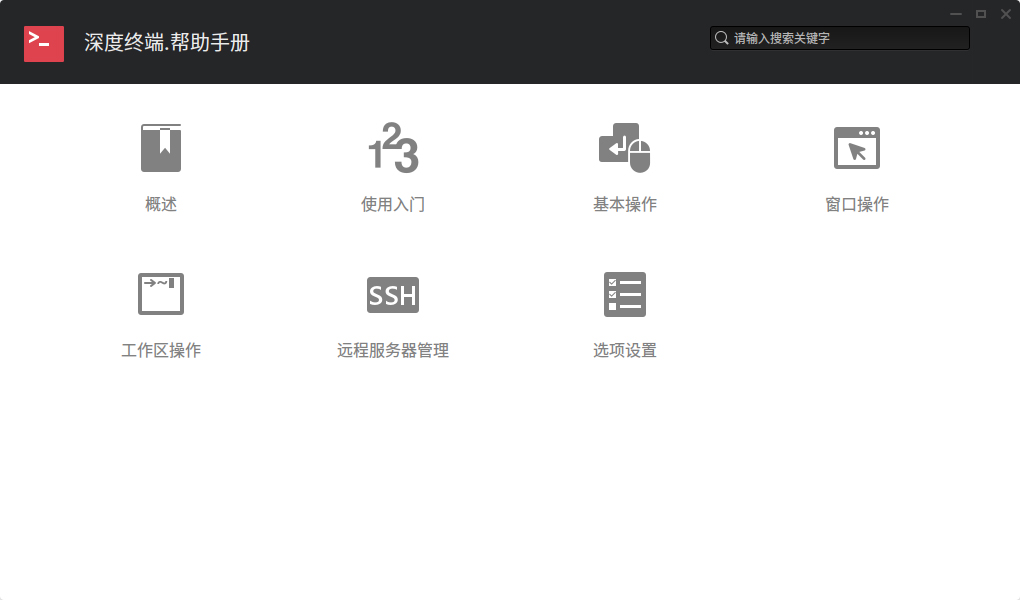 深度终端.帮助手册
请输入搜索关键字
123
概述
使用入门
基本操作
窗口操作
SSH
工作区操作
远程服务器管理
选项设置